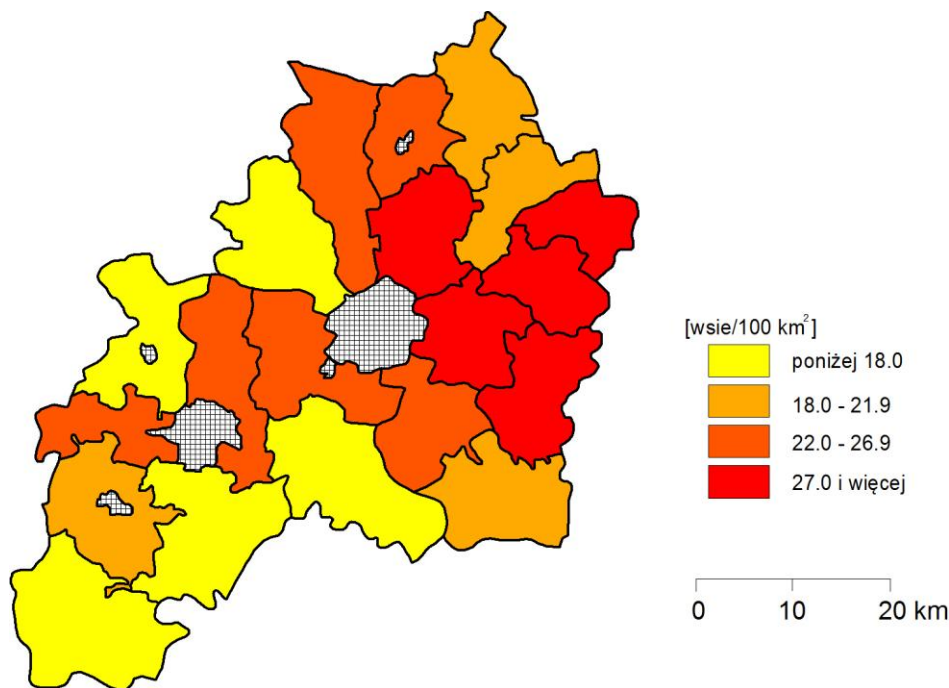 [wsie/100 km²]
poniżej 18.0
18.0 - 21.9
22.0 - 26.9
27.0 i więcej
0 10 20 km